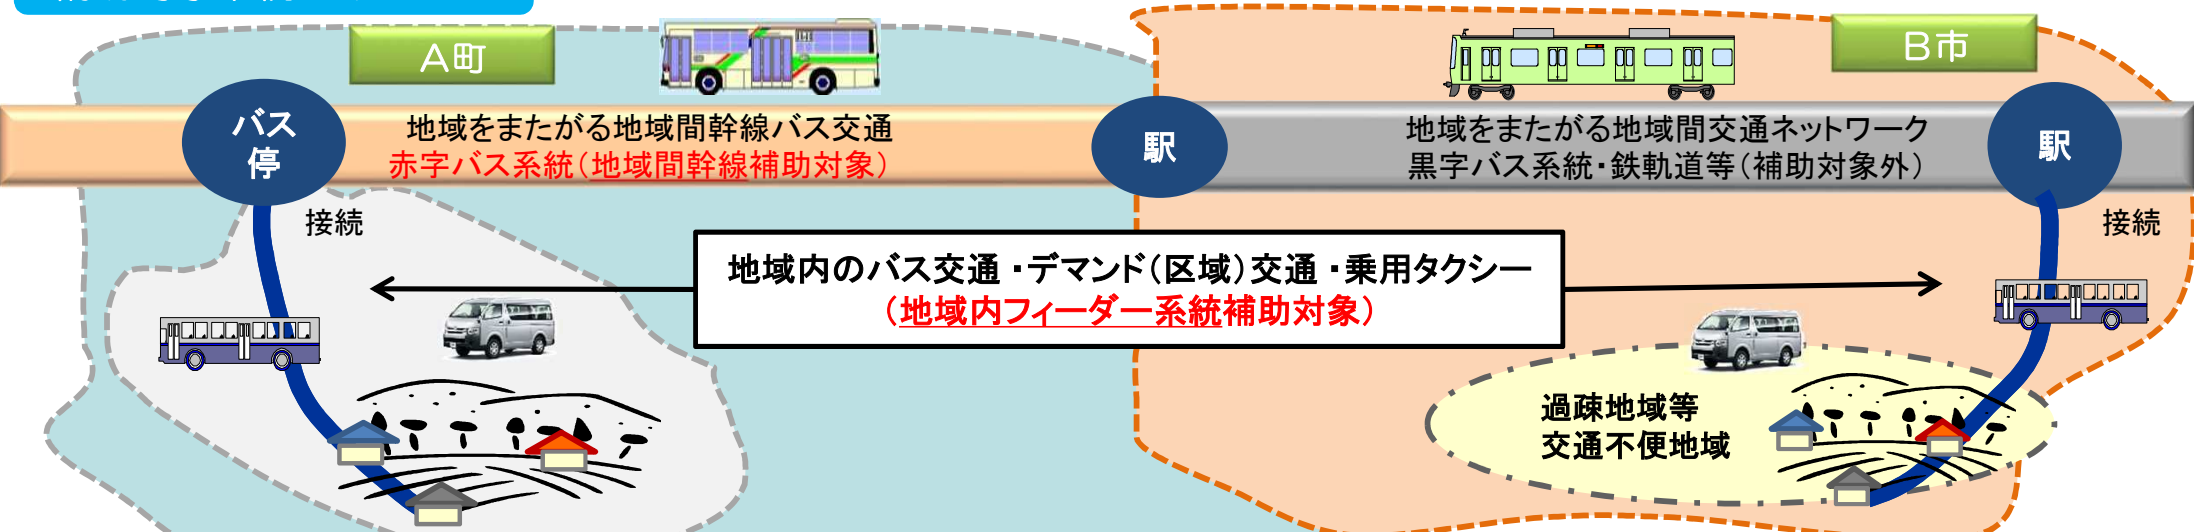 A町
B市
バス
停
地域をまたがる地域間幹線バス交通
赤字バス系統（地域間幹線補助対象）
駅
地域をまたがる地域間交通ネットワーク
黒字バス系統・鉄軌道等（補助対象外）
駅
接続
接続
地域内のバス交通・デマンド（区域）交通・乗用タクシー
（地域内フィーダー系統補助対象）
過疎地域等
交通不便地域